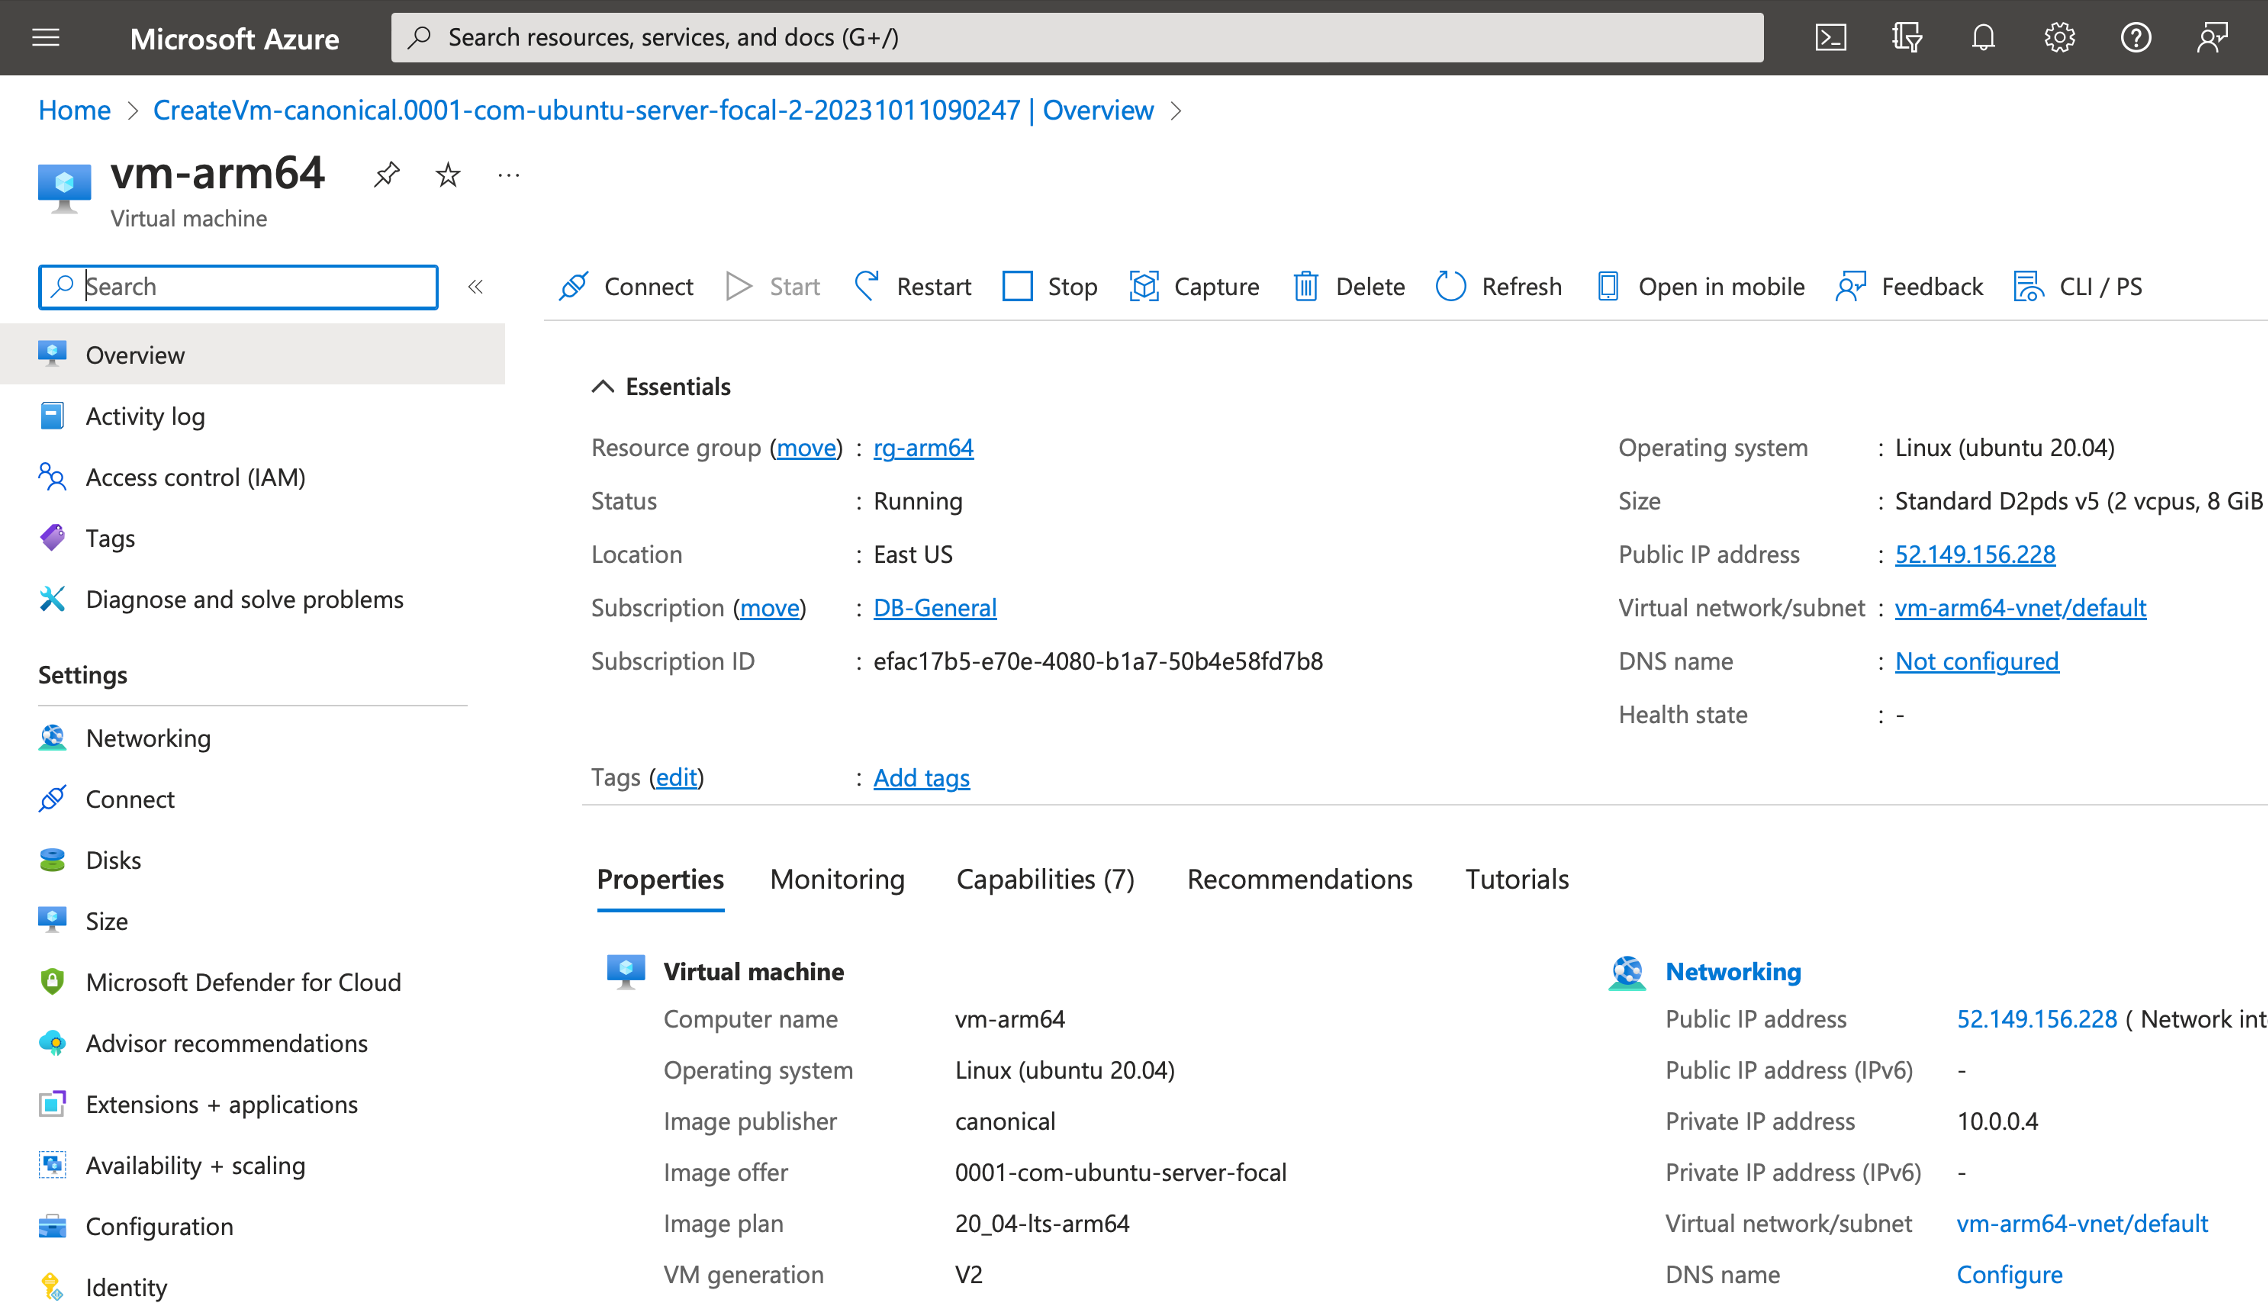 Microsoft Azure
Search resources, services, and docs (G+/)
Home > CreateVm-canonical.0001-com-ubuntu-server-focal-2-20231011090247 | Overview >
vm-arm64
Virtual machine
Search
Connect Start Restart Stop Capture Delete Refresh Open in mobile Feedback CLI / PS
Overview
Activity log
Access control (IAM)
Tags
Diagnose and solve problems
Settings
Networking
Connect
Disks
Size
Microsoft Defender for Cloud
Advisor recommendations
Extensions + applications
Availability + scaling
Configuration
Identity
Essentials
Resource group (move) : rg-arm64
Status : Running
Location : East US
Subscription (move) : DB-General
Subscription ID : efac17b5-e70e-4080-b1a7-50b4e58fd7b8
Operating system : Linux (ubuntu 20.04)
Size : Standard D2pds v5 (2 vcpus, 8 GiB
Public IP address : 52.149.156.228
Virtual network/subnet : vm-arm64-vnet/default
DNS name : Not configured
Health state : -
Tags (edit) : Add tags
Properties Monitoring Capabilities (7) Recommendations Tutorials
Virtual machine
Computer name vm-arm64
Operating system Linux (ubuntu 20.04)
Image publisher canonical
Image offer 0001-com-ubuntu-server-focal
Image plan 20_04-lts-arm64
VM generation V2
Networking
Public IP address 52.149.156.228 ( Network int
Public IP address (IPv6) -
Private IP address 10.0.0.4
Private IP address (IPv6) -
Virtual network/subnet vm-arm64-vnet/default
DNS name Configure